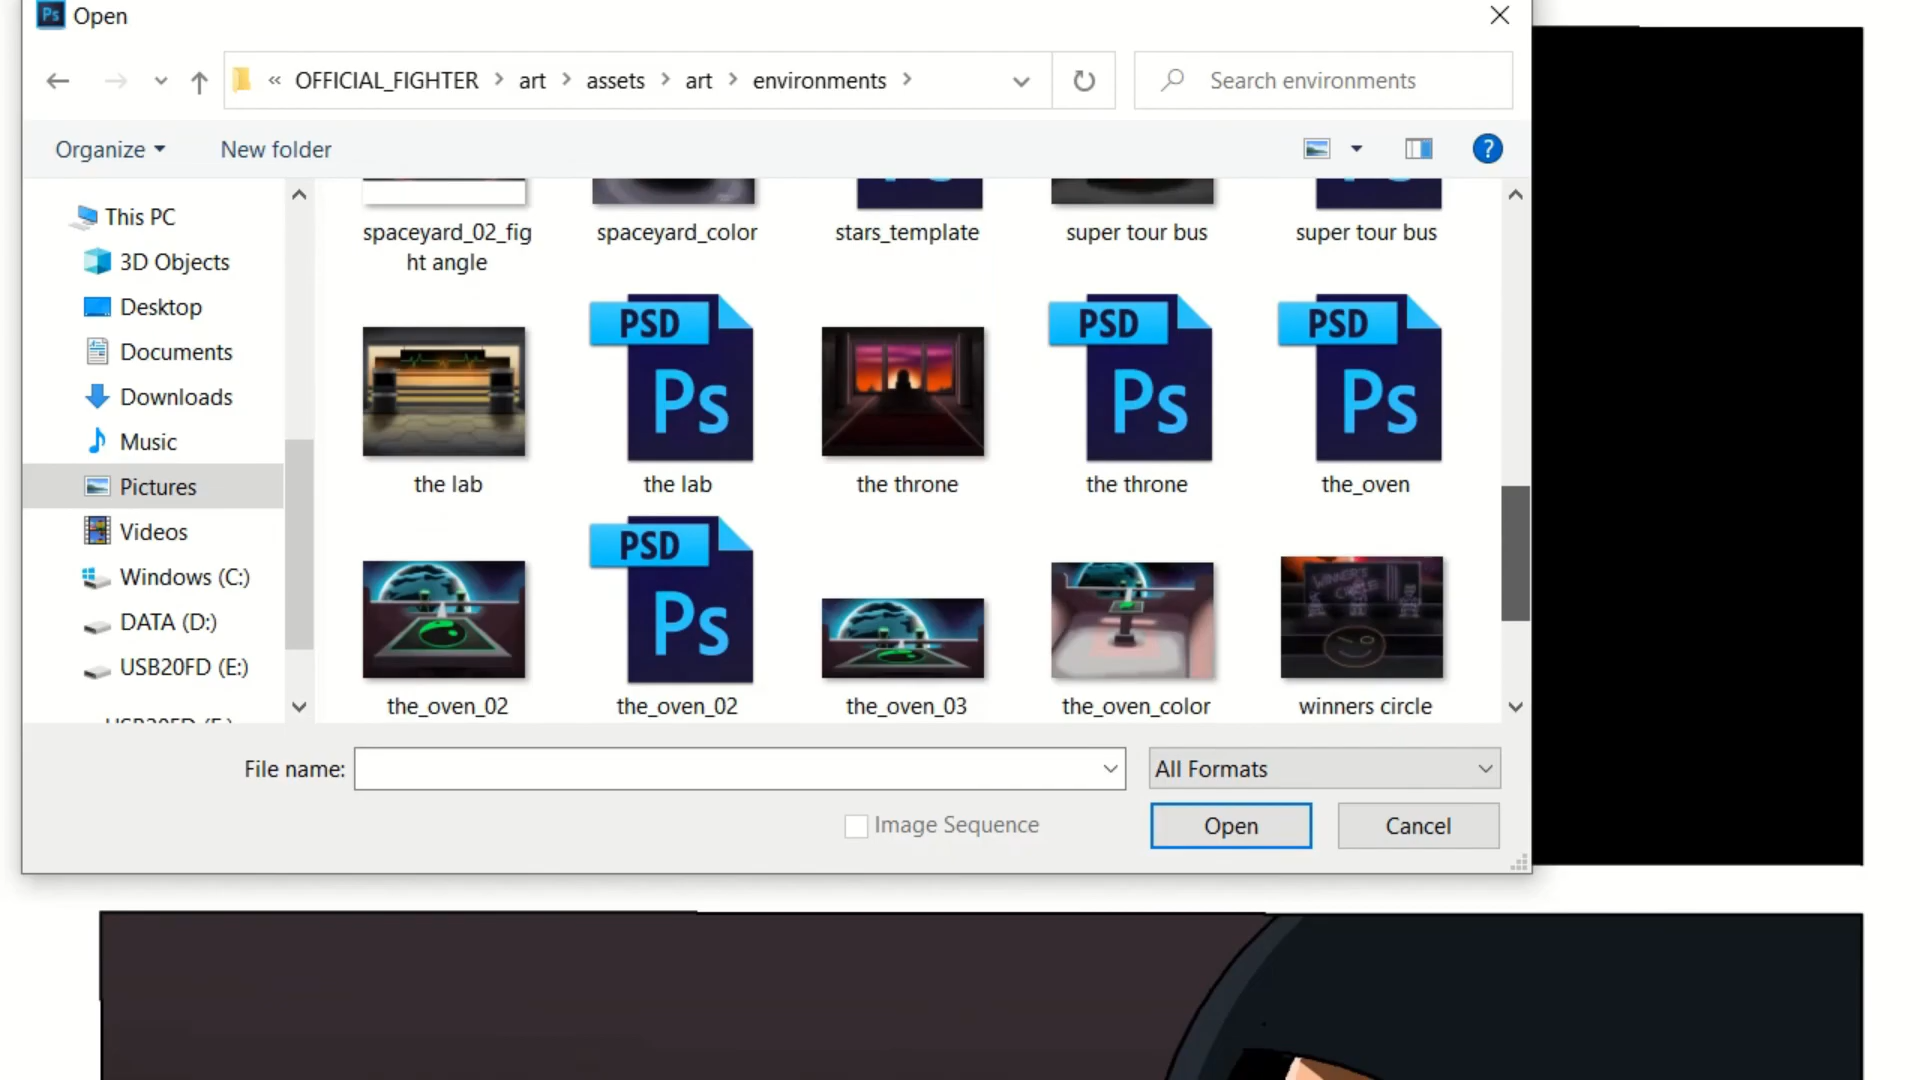 Ps Open
« OFFICIAL_FIGHTER > art > assets > art > environments >
Search environments
Organize
New folder
?
This PC
3D Objects
Desktop
Documents
Downloads
Music
Pictures
Videos
Windows (C:)
DATA (D:)
USB20FD (E:)
spaceyard_02_fig
ht angle
spaceyard_color
stars_template
super tour bus
super tour bus
PSD
Ps
PSD
Ps
PSD
Ps
the lab
the lab
the throne
the throne
the_oven
PSD
Ps
WINNER'S
the_oven_02
the_oven_02
the_oven_03
the_oven_color
winners circle
File name:
All Formats
Image Sequence
Open
Cancel